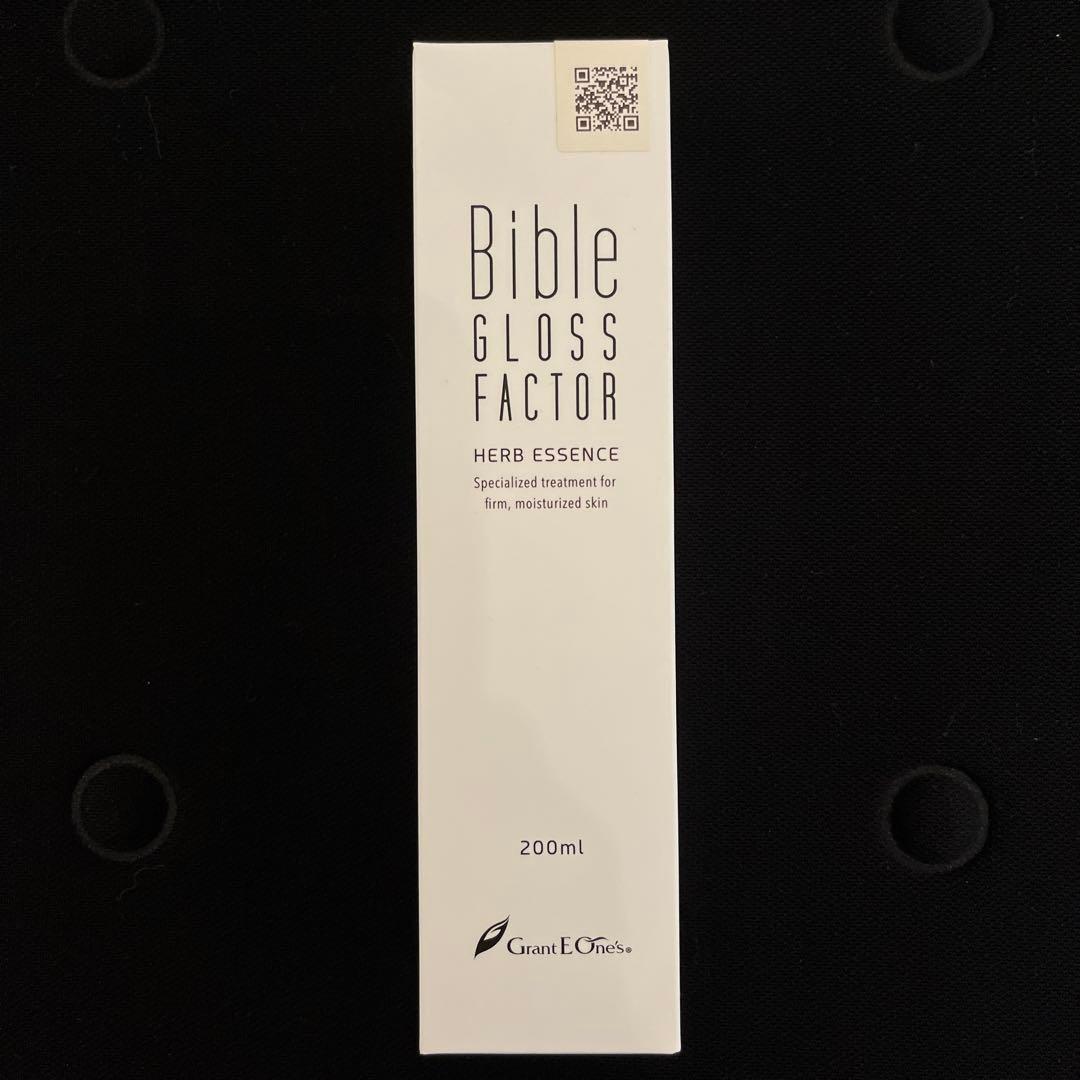 Bible
GLOSS
FACTOR
HERB ESSENCE
Specialized treatment for
firm, moisturized skin
200ml
Grant E One's®